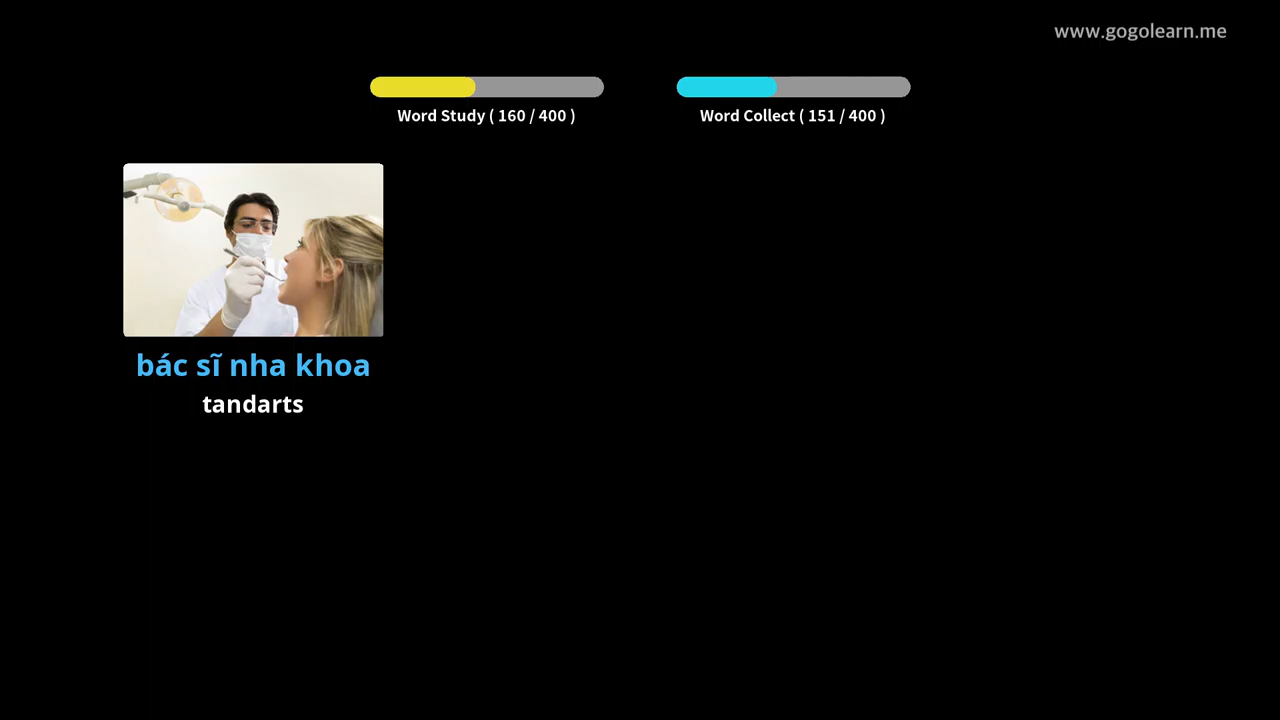 www.gogolearn.me
Word Study ( 160 / 400 )
Word Collect ( 151 / 400 )
bác sĩ nha khoa
tandarts